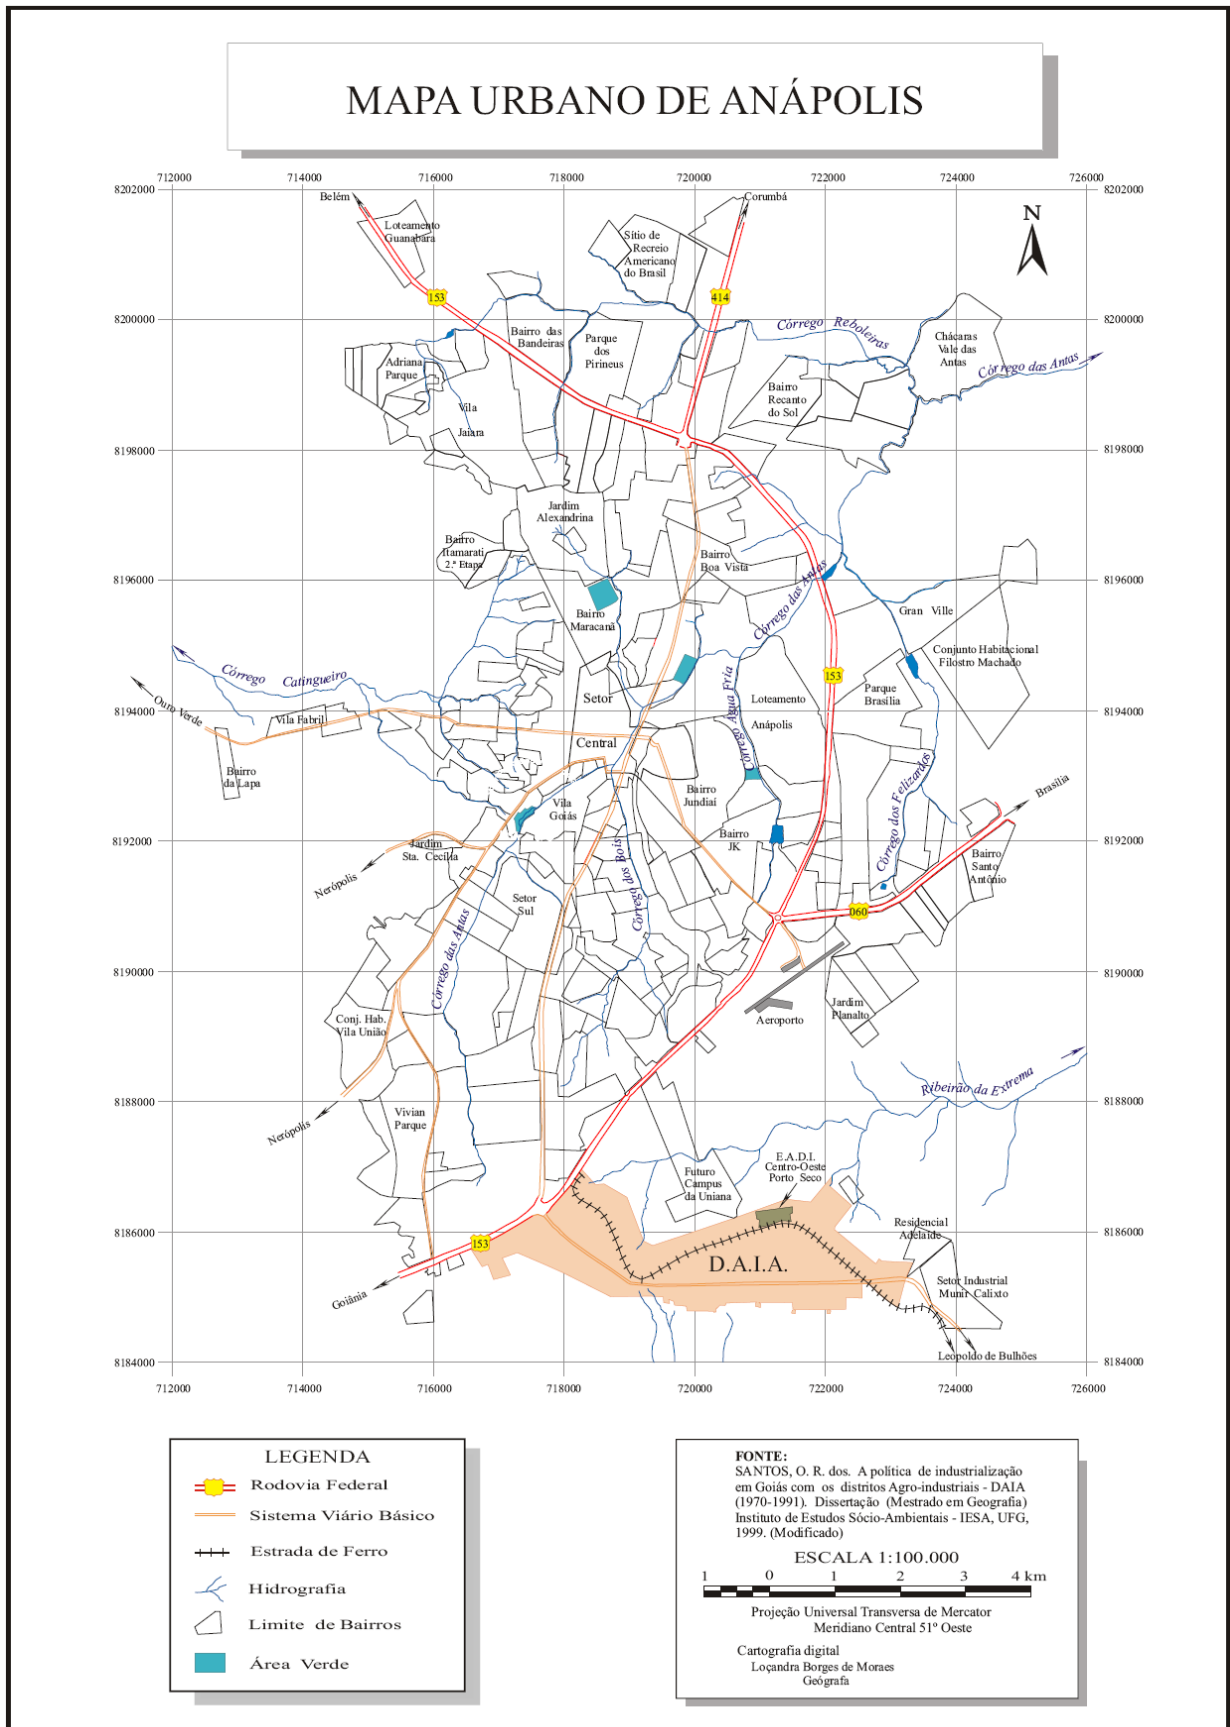 MAPA URBANO DE ANÁPOLIS
712000 714000 716000 718000 720000 722000 724000 726000
8202000 8202000
Belém
Corumbá
Loteamento
Guanabara
Sítio de
Recreio
Americano
do Brasil
N
153
414
8200000 8200000
Bairro das
Bandeiras
Parque
dos
Pirineus
Córrego Reboleiras
Chácaras
Vale das
Antas
Córrego das Antas
Adriana
Parque
Vila
Jaiara
Bairro
Recanto
do Sol
8198000 8198000
Jardim
Alexandrina
Bairro
Itamarati
2.ª Etapa
Bairro
Boa Vista
8196000 8196000
Bairro
Maracanã
Córrego das Antas
Gran Ville
Conjunto Habitacional
Filostro Machado
Córrego Catingueiro
Ouro Verde
Setor
Central
Córrego Água Fria
Loteamento
Anápolis
153
Parque
Brasília
8194000 8194000
Vila Fabril
Bairro
da Lapa
Vila
Goiás
Bairro
Jundiaí
Bairro
JK
Córrego dos Felizardos
Brasília
8192000 8192000
Jardim
Sta. Cecília
Nerópolis
Setor
Sul
Córrego dos Bois
Bairro
Santo
Antônio
060
Córrego das Antas
8190000 8190000
Conj. Hab.
Vila União
Aeroporto
Jardim
Planalto
Ribeirão da Extrema
8188000 8188000
Nerópolis
Vivian
Parque
Futuro
Campus
da Uniana
E.A.D.I.
Centro-Oeste
Porto Seco
8186000 8186000
153
Residencial
Adelaide
D.A.I.A.
Setor Industrial
Munir Calixto
Goiânia
Leopoldo de Bulhões
8184000 8184000
712000 714000 716000 718000 720000 722000 724000 726000
LEGENDA
Rodovia Federal
Sistema Viário Básico
Estrada de Ferro
Hidrografia
Limite de Bairros
Área Verde
FONTE:
SANTOS, O. R. dos. A política de industrialização
em Goiás com os distritos Agro-industriais - DAIA
(1970-1991). Dissertação (Mestrado em Geografia)
Instituto de Estudos Sócio-Ambientais - IESA, UFG,
1999. (Modificado)
ESCALA 1:100.000
1 0 1 2 3 4 km
Projeção Universal Transversa de Mercator
Meridiano Central 51º Oeste
Cartografia digital
Loçandra Borges de Moraes
Geógrafa